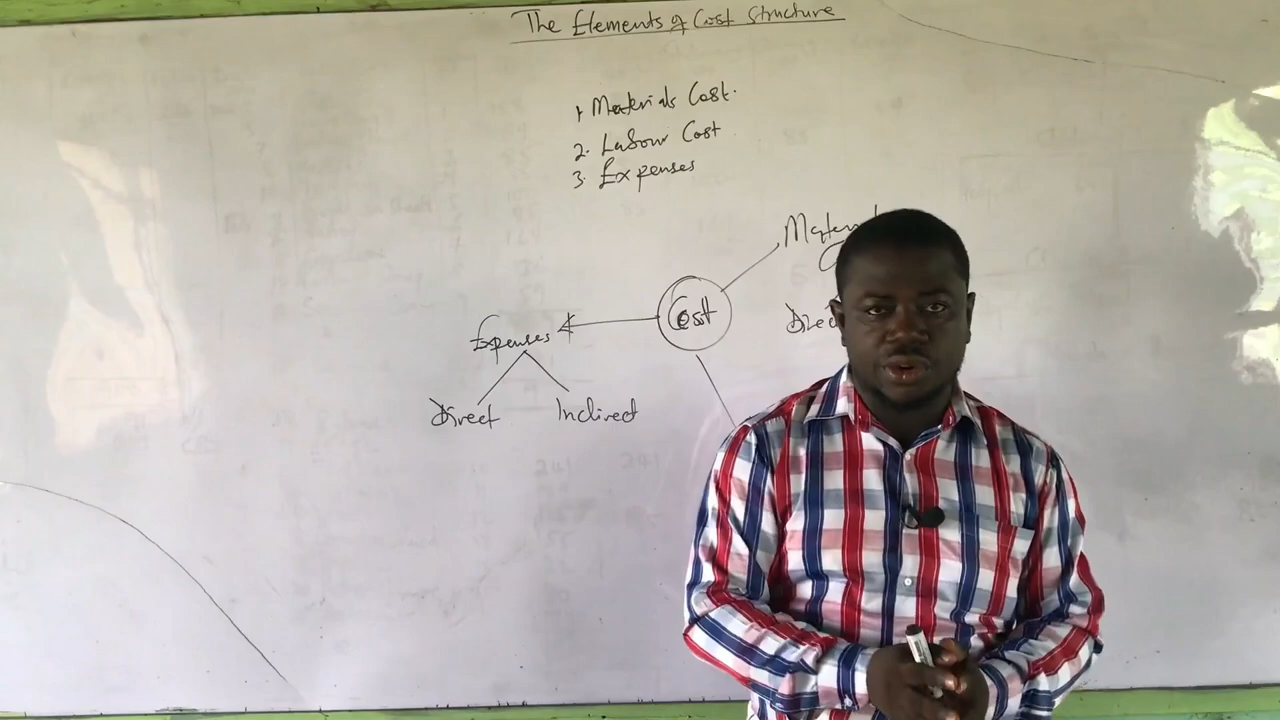 The Elements of Cost Structure
1. Materials Cost.
2. Labour Cost
3. Expenses
Cost
Expenses
Direct
Indirect